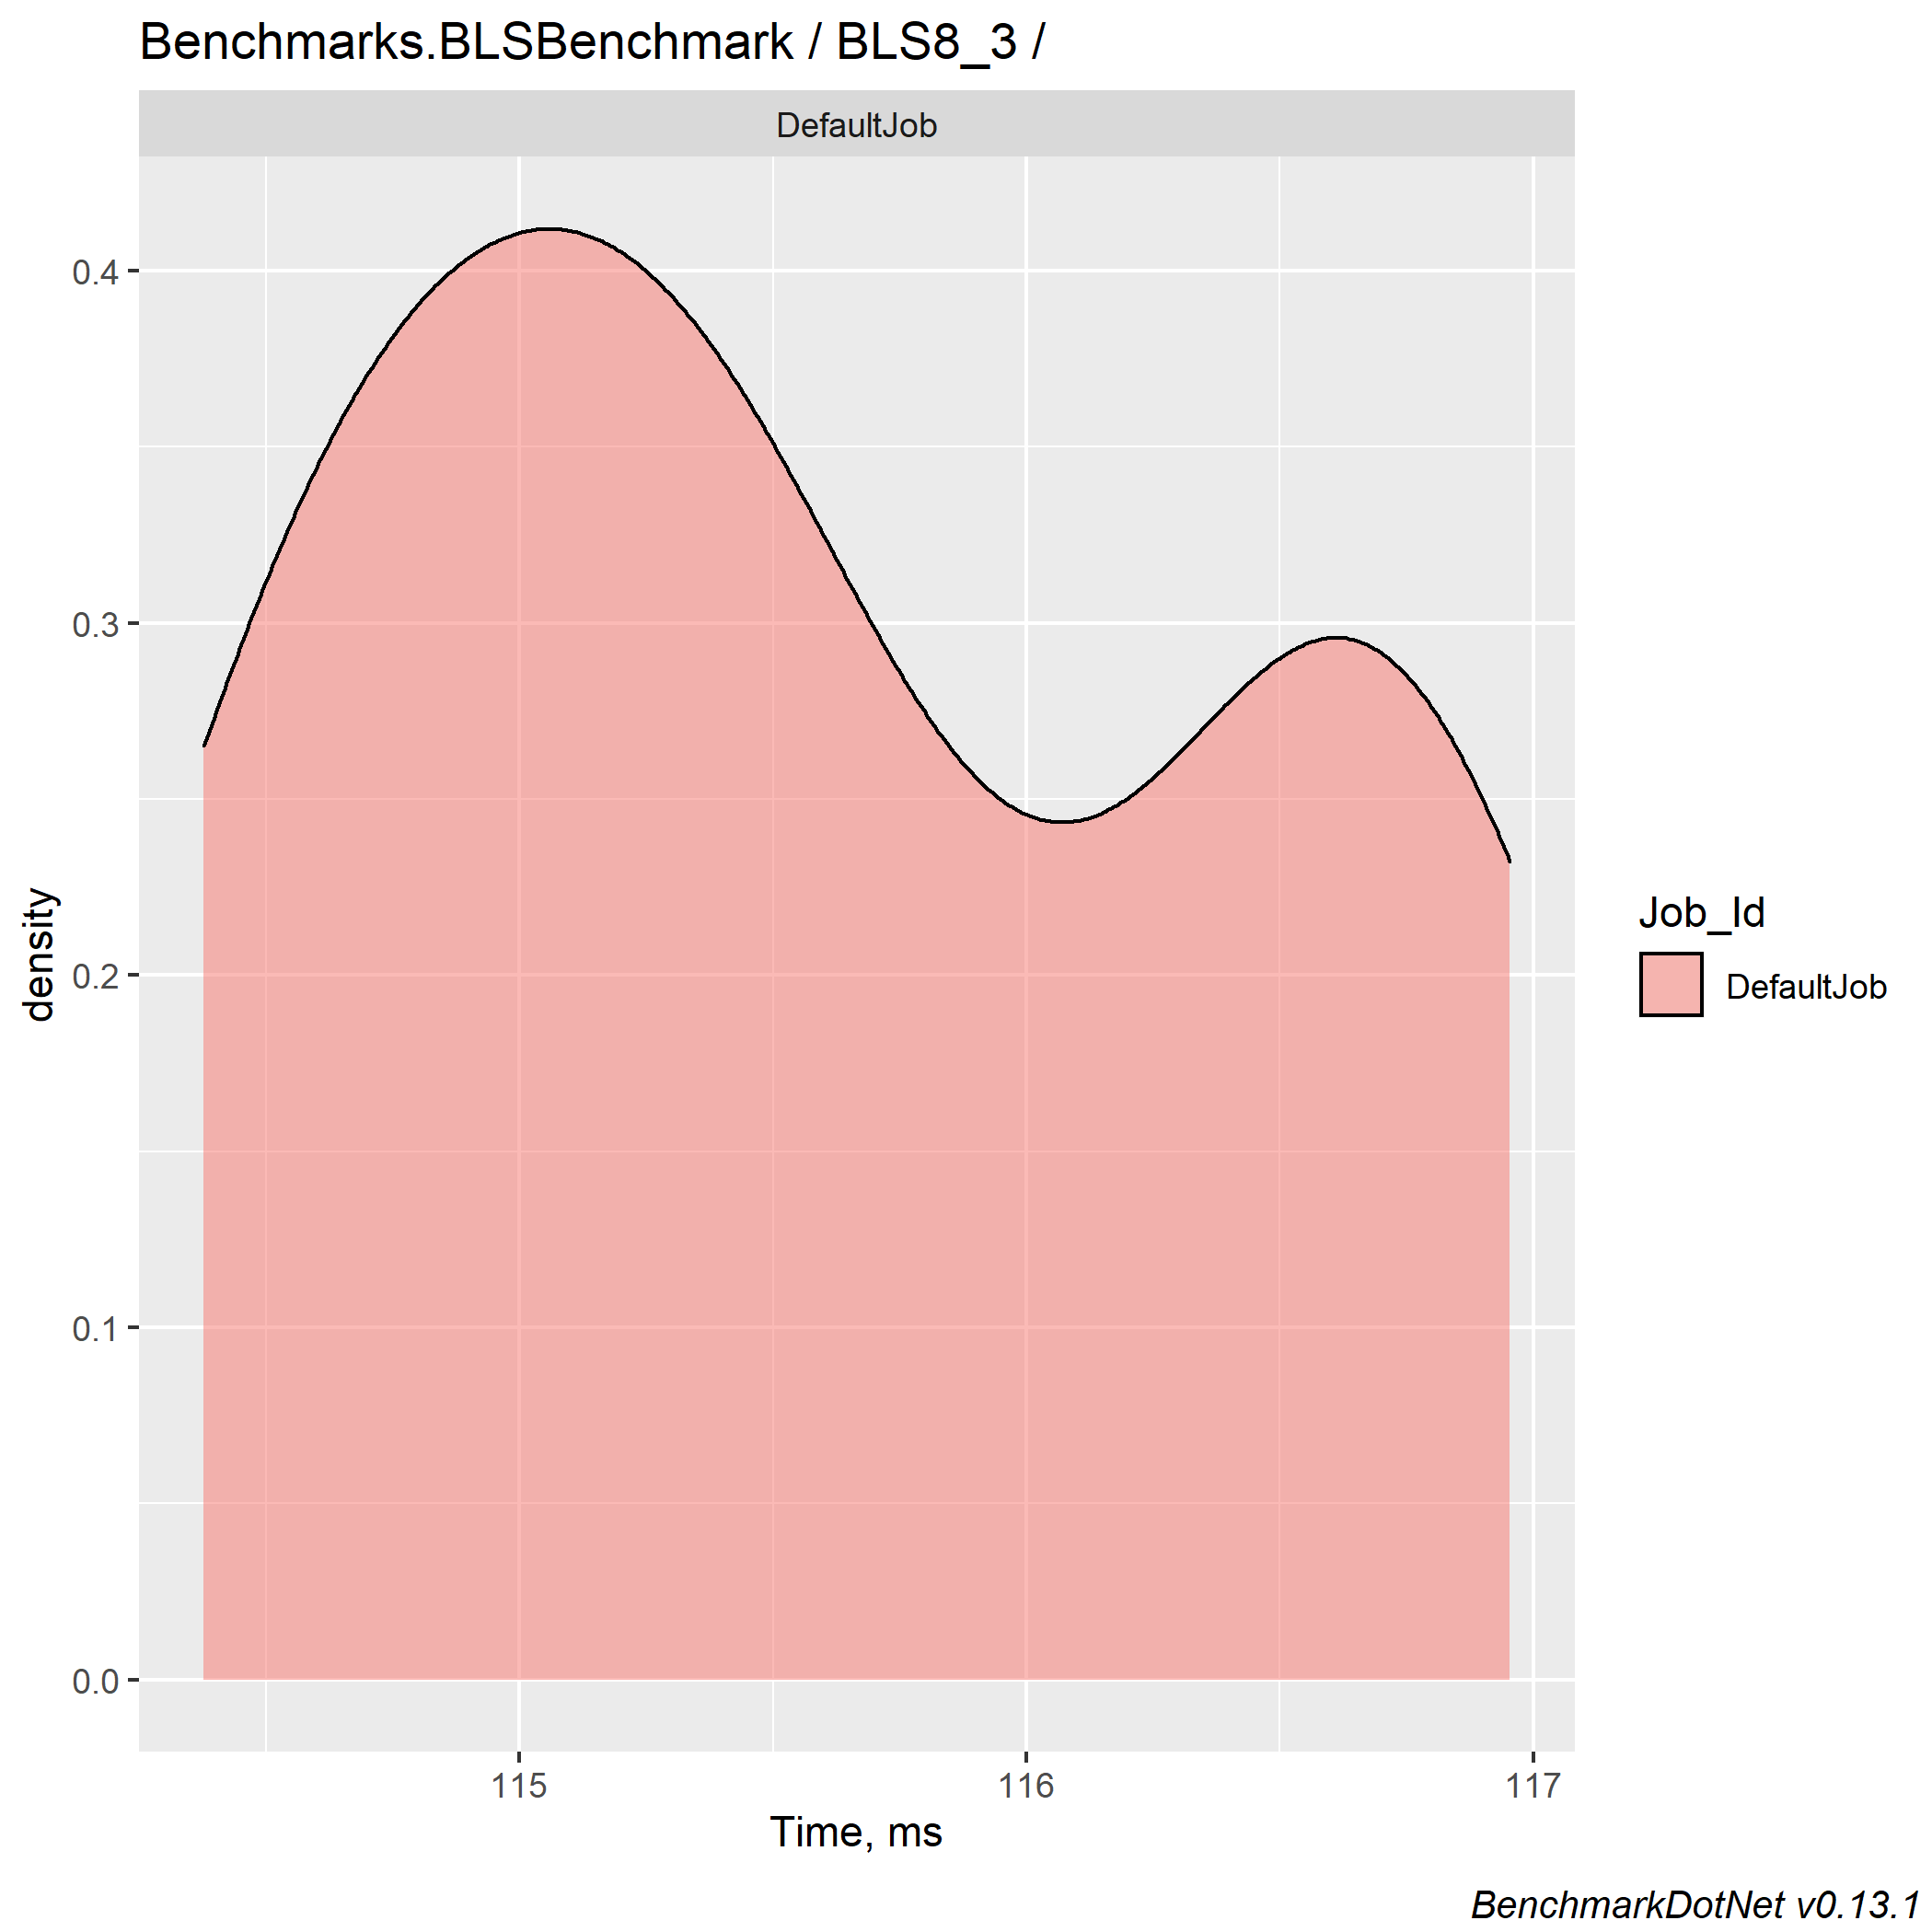 Benchmarks.BLSBenchmark / BLS8_3 /
DefaultJob
0.4
0.3
0.2
0.1
0.0
density
115 116 117
Time, ms
Job_Id
DefaultJob
BenchmarkDotNet v0.13.1